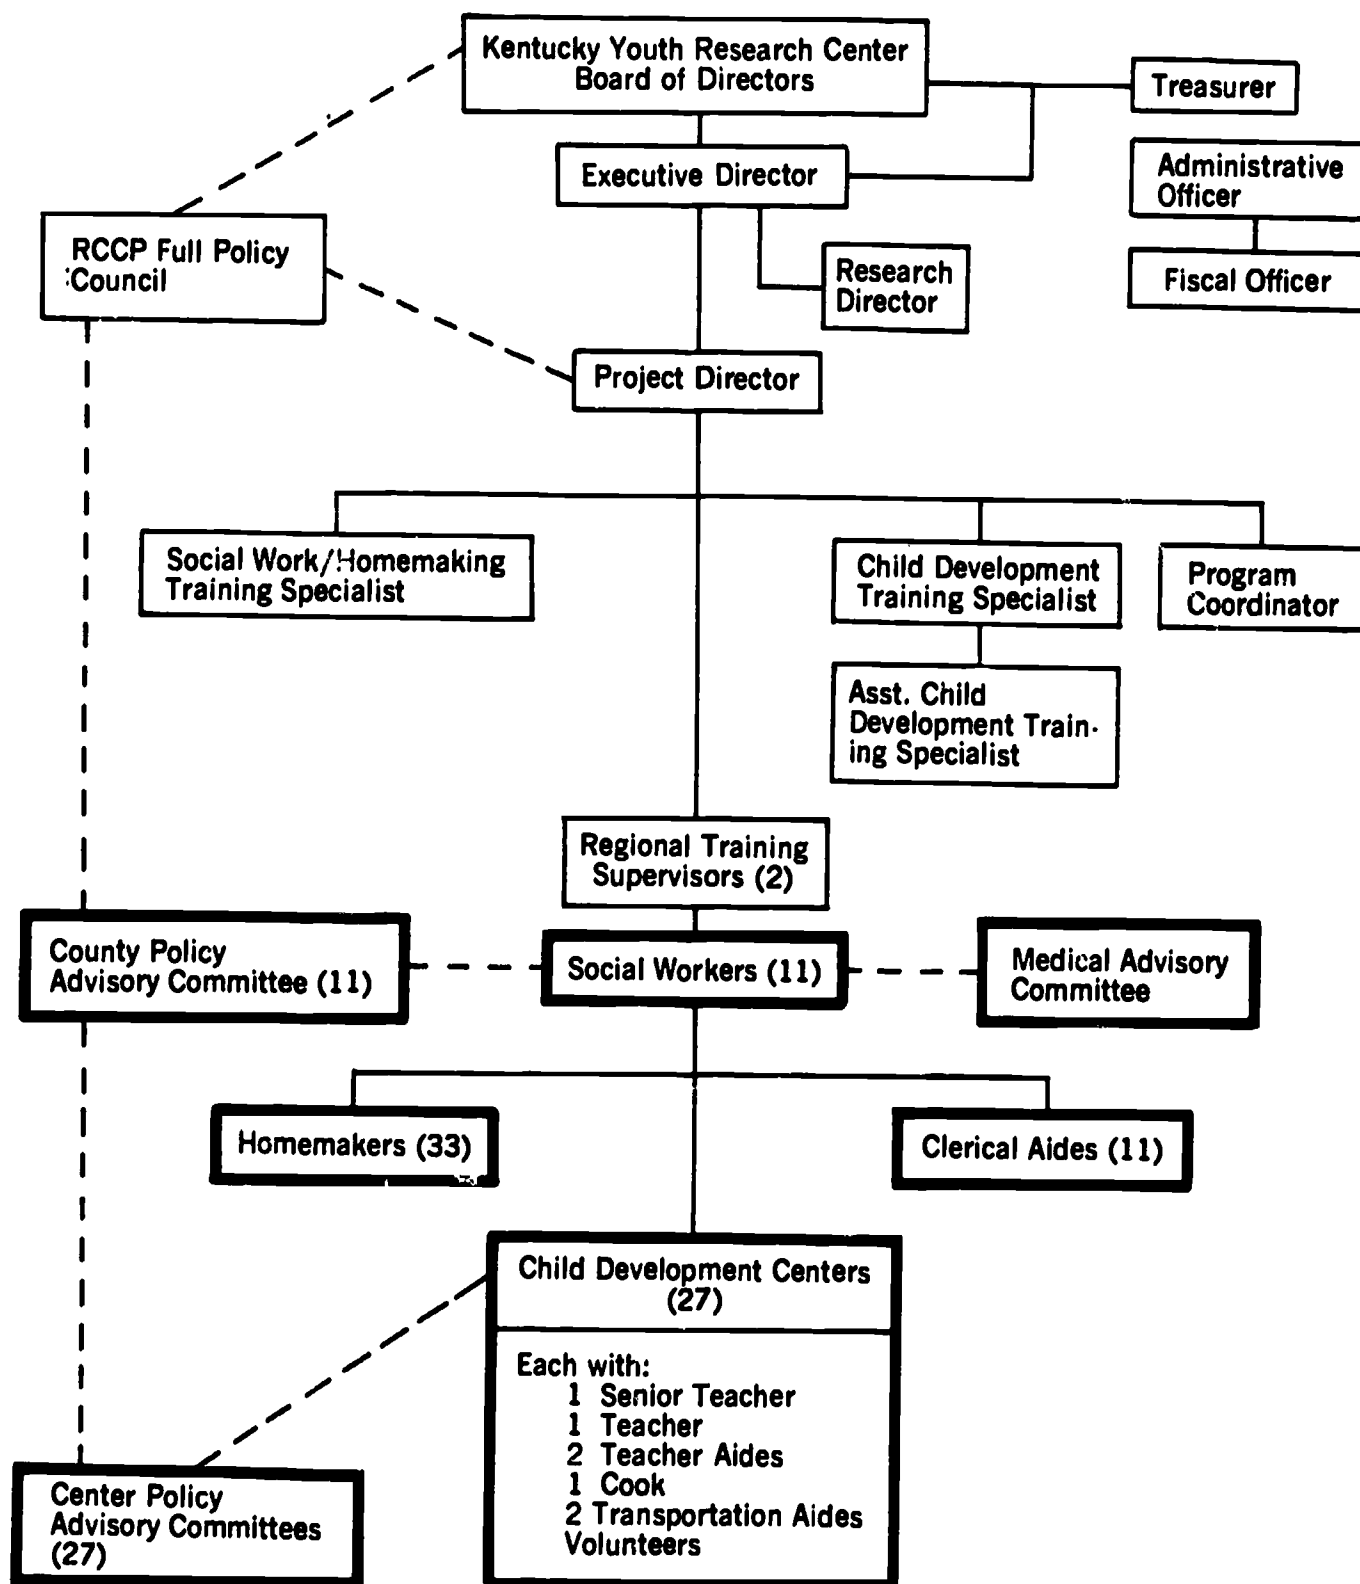 Kentucky Youth Research Center
Board of Directors
Treasurer
Executive Director
Administrative
Officer
RCCP Full Policy
Council
Research
Director
Fiscal Officer
Project Director
Social Work/Homemaking
Training Specialist
Child Development
Training Specialist
Program
Coordinator
Asst. Child
Development Train-
ing Specialist
Regional Training
Supervisors (2)
County Policy
Advisory Committee (11)
Social Workers (11)
Medical Advisory
Committee
Homemakers (33)
Clerical Aides (11)
Child Development Centers
(27)
Each with:
1 Senior Teacher
1 Teacher
2 Teacher Aides
1 Cook
2 Transportation Aides
Volunteers
Center Policy
Advisory Committees
(27)